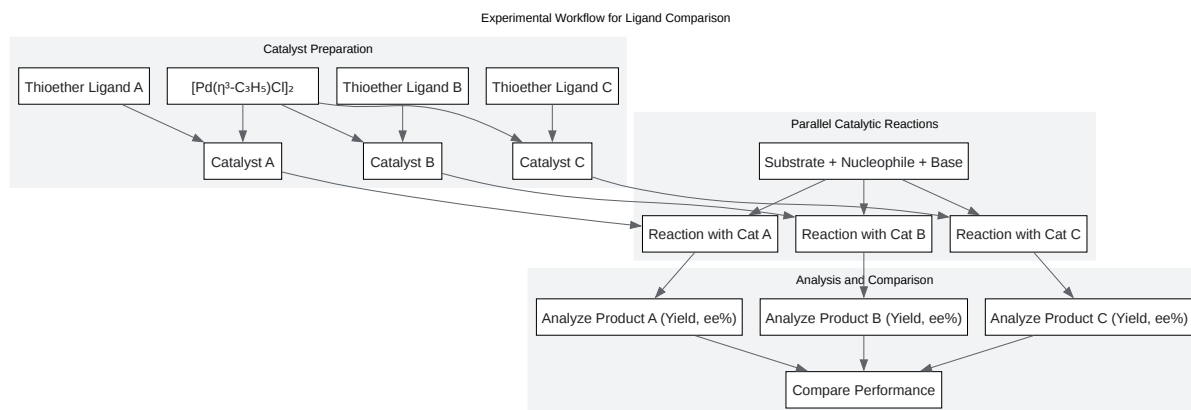 Experimental Workflow for Ligand Comparison
Catalyst Preparation
Thioether Ligand A
[Pd(η³-C₃H₅)Cl]₂
Thioether Ligand B
Thioether Ligand C
Catalyst A
Catalyst B
Catalyst C
Parallel Catalytic Reactions
Substrate + Nucleophile + Base
Reaction with Cat A
Reaction with Cat B
Reaction with Cat C
Analysis and Comparison
Analyze Product A (Yield, ee%)
Analyze Product B (Yield, ee%)
Analyze Product C (Yield, ee%)
Compare Performance